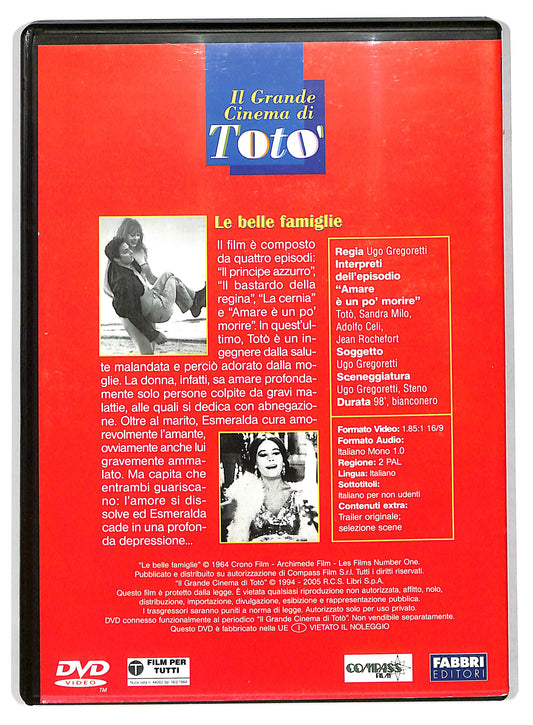 Il Grande
Cinema di
Totò
Le belle famiglie
Il film è composto
da quattro episodi:
“Il principe azzurro”,
“Il bastardo della
regina”, “La cernia”
e “Amare è un po’
morire”. In quest’ul-
timo, Totò è un in-
gegnere dalla salu-
te malandata e perciò adorato dalla mo-
glie. La donna, infatti, sa amare profonda-
mente solo persone colpite da gravi ma-
lattie, alle quali si dedica con abnegazio-
ne. Oltre al marito, Esmeralda cura amo-
revolmente l’amante,
ovviamente anche lui
gravemente amma-
lato. Ma capita che
entrambi guarisca-
no: l’amore si dis-
solve ed Esmeralda
cade in una profon-
da depressione...
Regia Ugo Gregoretti
Interpreti
dell’episodio
“Amare
è un po’ morire”
Totò, Sandra Milo,
Adolfo Celi,
Jean Rochefort
Soggetto
Ugo Gregoretti
Sceneggiatura
Ugo Gregoretti, Steno
Durata 98’, bianconero
Formato Video: 1.85:1 16/9
Formato Audio:
Italiano Mono 1.0
Regione: 2 PAL
Lingua: Italiano
Sottotitoli:
Italiano per non udenti
Contenuti extra:
Trailer originale;
selezione scene
“Le belle famiglie” © 1964 Crono Film - Archimede Film - Les Films Number One.
Pubblicato e distribuito su autorizzazione di Compass Film S.r.l. Tutti i diritti riservati.
“Il Grande Cinema di Totò” © 1994 - 2005 R.C.S. Libri S.p.A.
Questo film è protetto dalla legge. È vietata qualsiasi riproduzione non autorizzata, affitto, nolo,
distribuzione, importazione, divulgazione, esibizione e rappresentazione pubblica.
I trasgressori saranno puniti a norma di legge. Autorizzato solo per uso privato.
DVD connesso funzionalmente al periodico “Il Grande Cinema di Totò”. Non vendibile separatamente.
Questo DVD è fabbricato nella UE ( ! ) VIETATO IL NOLEGGIO
DVD
VIDEO
TM
T FILM PER
TUTTI
COMPASS
FILM
FABBRI
EDITORI